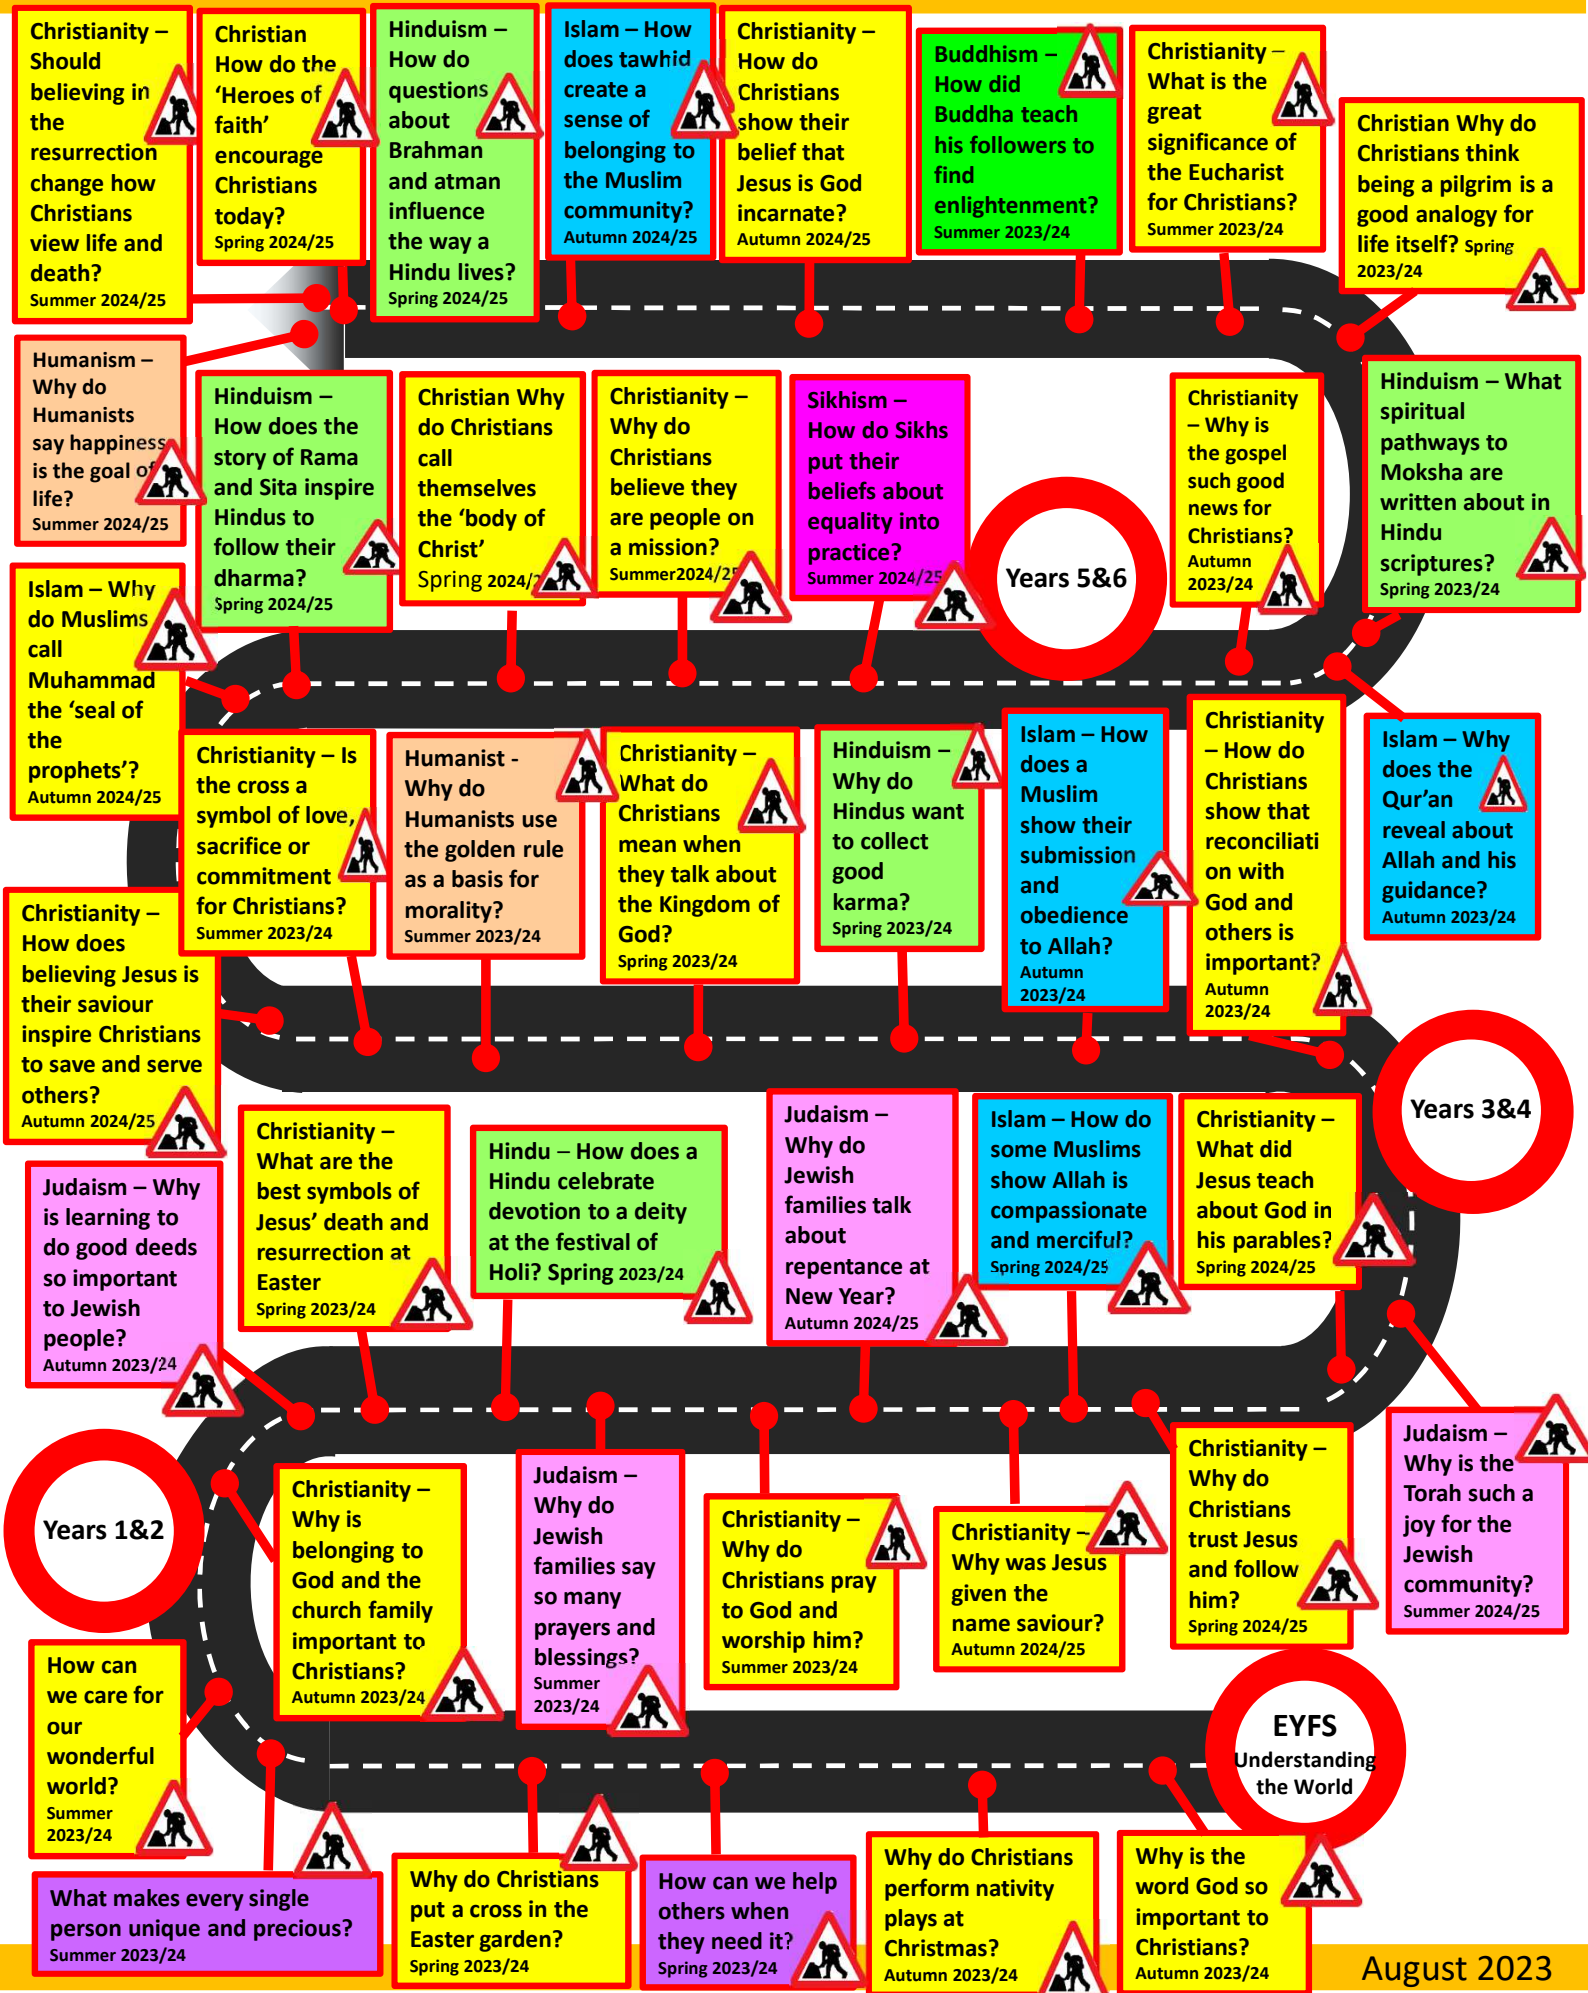 Christianity –
Should
believing in
the
resurrection
change how
Christians
view life and
death?
Summer 2024/25
Christian
How do the
‘Heroes of
faith’
encourage
Christians
today?
Spring 2024/25
Hinduism –
How do
questions
about
Brahman
and atman
influence
the way a
Hindu lives?
Spring 2024/25
Islam – How
does tawhid
create a
sense of
belonging to
the Muslim
community?
Autumn 2024/25
Christianity –
How do
Christians
show their
belief that
Jesus is God
incarnate?
Autumn 2024/25
Buddhism –
How did
Buddha teach
his followers to
find
enlightenment?
Summer 2023/24
Christianity –
What is the
great
significance of
the Eucharist
for Christians?
Summer 2023/24
Christian Why do
Christians think
being a pilgrim is a
good analogy for
life itself? Spring
2023/24
Humanism –
Why do
Humanists
say happiness
is the goal of
life?
Summer 2024/25
Hinduism –
How does the
story of Rama
and Sita inspire
Hindus to
follow their
dharma?
Spring 2024/25
Christian Why
do Christians
call
themselves
the ‘body of
Christ’
Spring 2024/2
Christianity –
Why do
Christians
believe they
are people on
a mission?
Summer2024/25
Sikhism –
How do Sikhs
put their
beliefs about
equality into
practice?
Summer 2024/25
Years 5&6
Christianity
– Why is
the gospel
such good
news for
Christians?
Autumn
2023/24
Hinduism – What
spiritual
pathways to
Moksha are
written about in
Hindu
scriptures?
Spring 2023/24
Islam – Why
do Muslims
call
Muhammad
the ‘seal of
the
prophets’?
Autumn 2024/25
Christianity – Is
the cross a
symbol of love,
sacrifice or
commitment
for Christians?
Summer 2023/24
Humanist -
Why do
Humanists use
the golden rule
as a basis for
morality?
Summer 2023/24
Christianity –
What do
Christians
mean when
they talk about
the Kingdom of
God?
Spring 2023/24
Hinduism –
Why do
Hindus want
to collect
good
karma?
Spring 2023/24
Islam – How
does a
Muslim
show their
submission
and
obedience
to Allah?
Autumn
2023/24
Christianity
– How do
Christians
show that
reconciliati
on with
God and
others is
important?
Autumn
2023/24
Islam – Why
does the
Qur’an
reveal about
Allah and his
guidance?
Autumn 2023/24
Christianity –
How does
believing Jesus is
their saviour
inspire Christians
to save and serve
others?
Autumn 2024/25
Years 3&4
Judaism – Why
is learning to
do good deeds
so important
to Jewish
people?
Autumn 2023/24
Christianity –
What are the
best symbols of
Jesus’ death and
resurrection at
Easter
Spring 2023/24
Hindu – How does a
Hindu celebrate
devotion to a deity
at the festival of
Holi? Spring 2023/24
Judaism –
Why do
Jewish
families talk
about
repentance at
New Year?
Autumn 2024/25
Islam – How do
some Muslims
show Allah is
compassionate
and merciful?
Spring 2024/25
Christianity –
What did
Jesus teach
about God in
his parables?
Spring 2024/25
Years 1&2
Christianity –
Why is
belonging to
God and the
church family
important to
Christians?
Autumn 2023/24
Judaism –
Why do
Jewish
families say
so many
prayers and
blessings?
Summer
2023/24
Christianity –
Why do
Christians pray
to God and
worship him?
Summer 2023/24
Christianity –
Why was Jesus
given the
name saviour?
Autumn 2024/25
Christianity –
Why do
Christians
trust Jesus
and follow
him?
Spring 2024/25
Judaism –
Why is the
Torah such a
joy for the
Jewish
community?
Summer 2024/25
How can
we care for
our
wonderful
world?
Summer
2023/24
EYFS
Understanding
the World
What makes every single
person unique and precious?
Summer 2023/24
Why do Christians
put a cross in the
Easter garden?
Spring 2023/24
How can we help
others when
they need it?
Spring 2023/24
Why do Christians
perform nativity
plays at
Christmas?
Autumn 2023/24
Why is the
word God so
important to
Christians?
Autumn 2023/24
August 2023